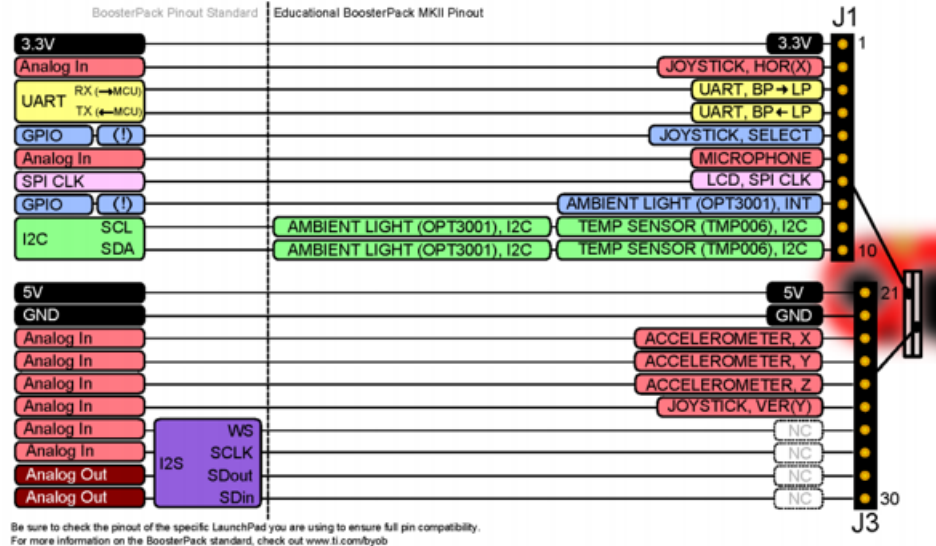 BoosterPack Pinout Standard Educational BoosterPack MKII Pinout
J1
3.3V 3.3V 1
Analog In JOYSTICK, HOR(X)
UART RX (→MCU) UART, BP → LP
TX (←MCU) UART, BP ← LP
GPIO (!) JOYSTICK, SELECT
Analog In MICROPHONE
SPI CLK LCD, SPI CLK
GPIO (!) AMBIENT LIGHT (OPT3001), INT
I2C SCL AMBIENT LIGHT (OPT3001), I2C TEMP SENSOR (TMP006), I2C
SDA AMBIENT LIGHT (OPT3001), I2C TEMP SENSOR (TMP006), I2C 10
5V 5V 21
GND GND
Analog In ACCELEROMETER, X
Analog In ACCELEROMETER, Y
Analog In ACCELEROMETER, Z
Analog In JOYSTICK, VER(Y)
Analog In I2S WS NC
Analog In SCLK NC
Analog Out SDout NC
Analog Out SDin NC 30
J3
Be sure to check the pinout of the specific LaunchPad you are using to ensure full pin compatibility.
For more information on the BoosterPack standard, check out www.ti.com/byob